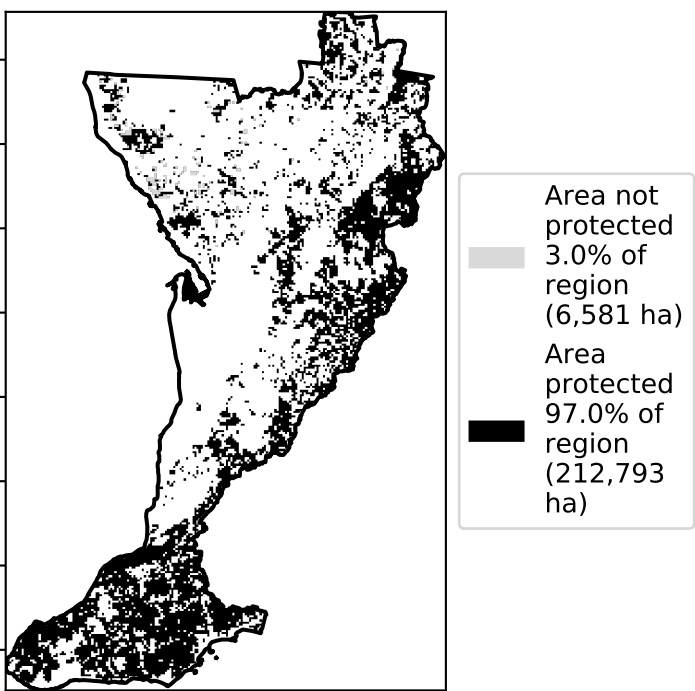 Area not
protected
3.0% of
region
(6,581 ha)
Area
protected
97.0% of
region
(212,793
ha)